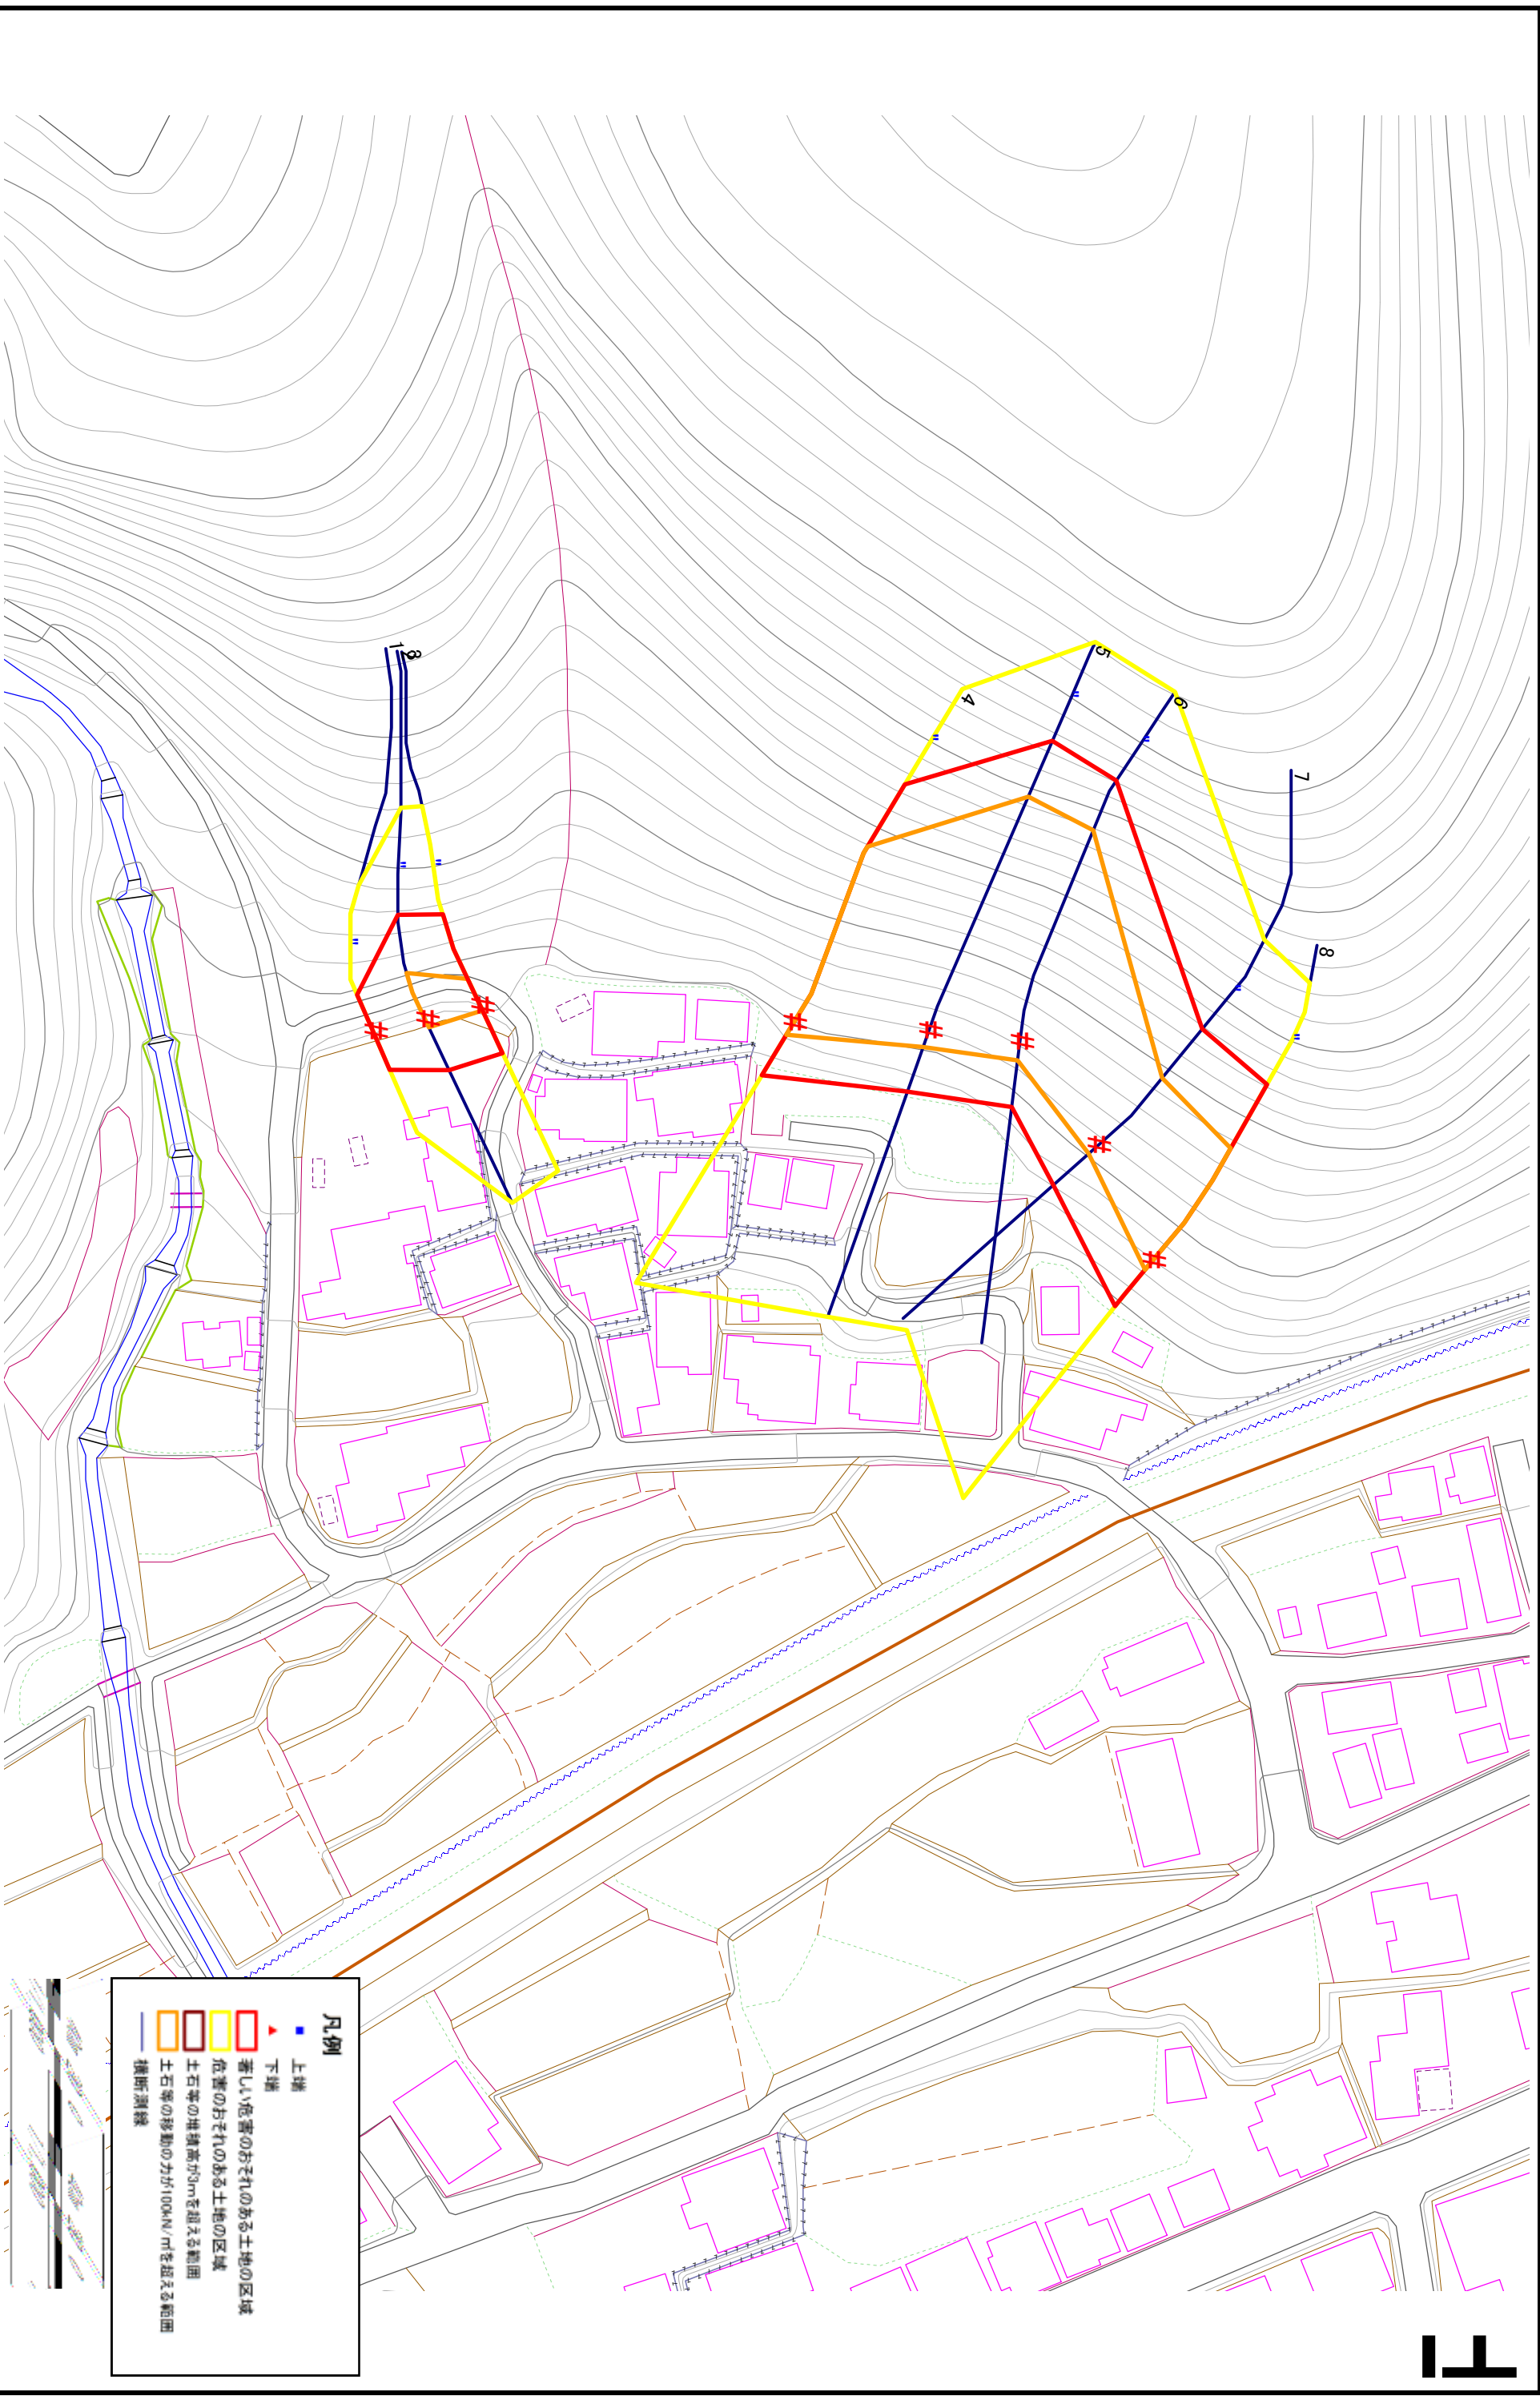 1
2
3
4
5
6
7
8
凡例
上端
下端
著しい危害のおそれのある土地の区域
危害のおそれのある土地の区域
土石等の堆積高が3mを超える範囲
土石等の移動の力が100kN/㎡を超える範囲
横断測線